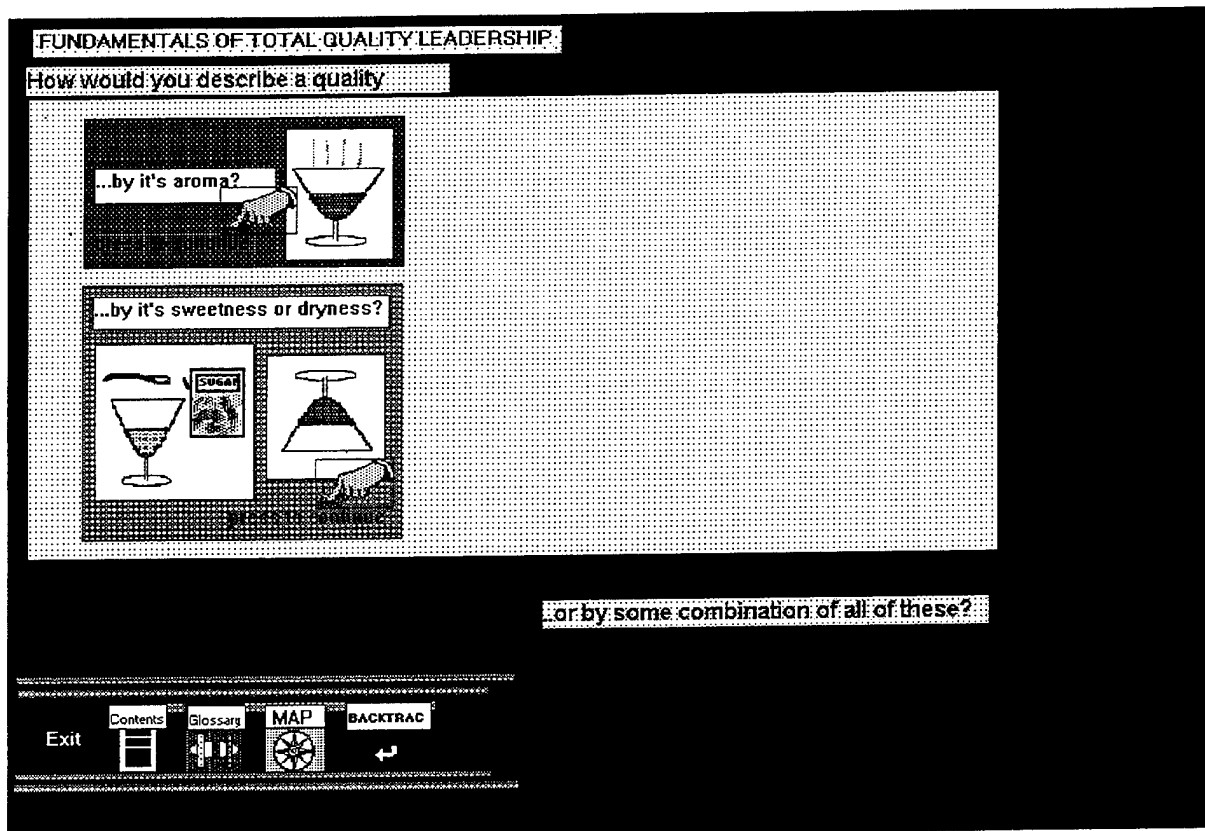 FUNDAMENTALS OF TOTAL QUALITY LEADERSHIP
How would you describe a quality
...by it's aroma?
...by it's sweetness or dryness?
SUGAR
...or by some combination of all of these?
Exit
Contents
Glossary
MAP
BACKTRAC